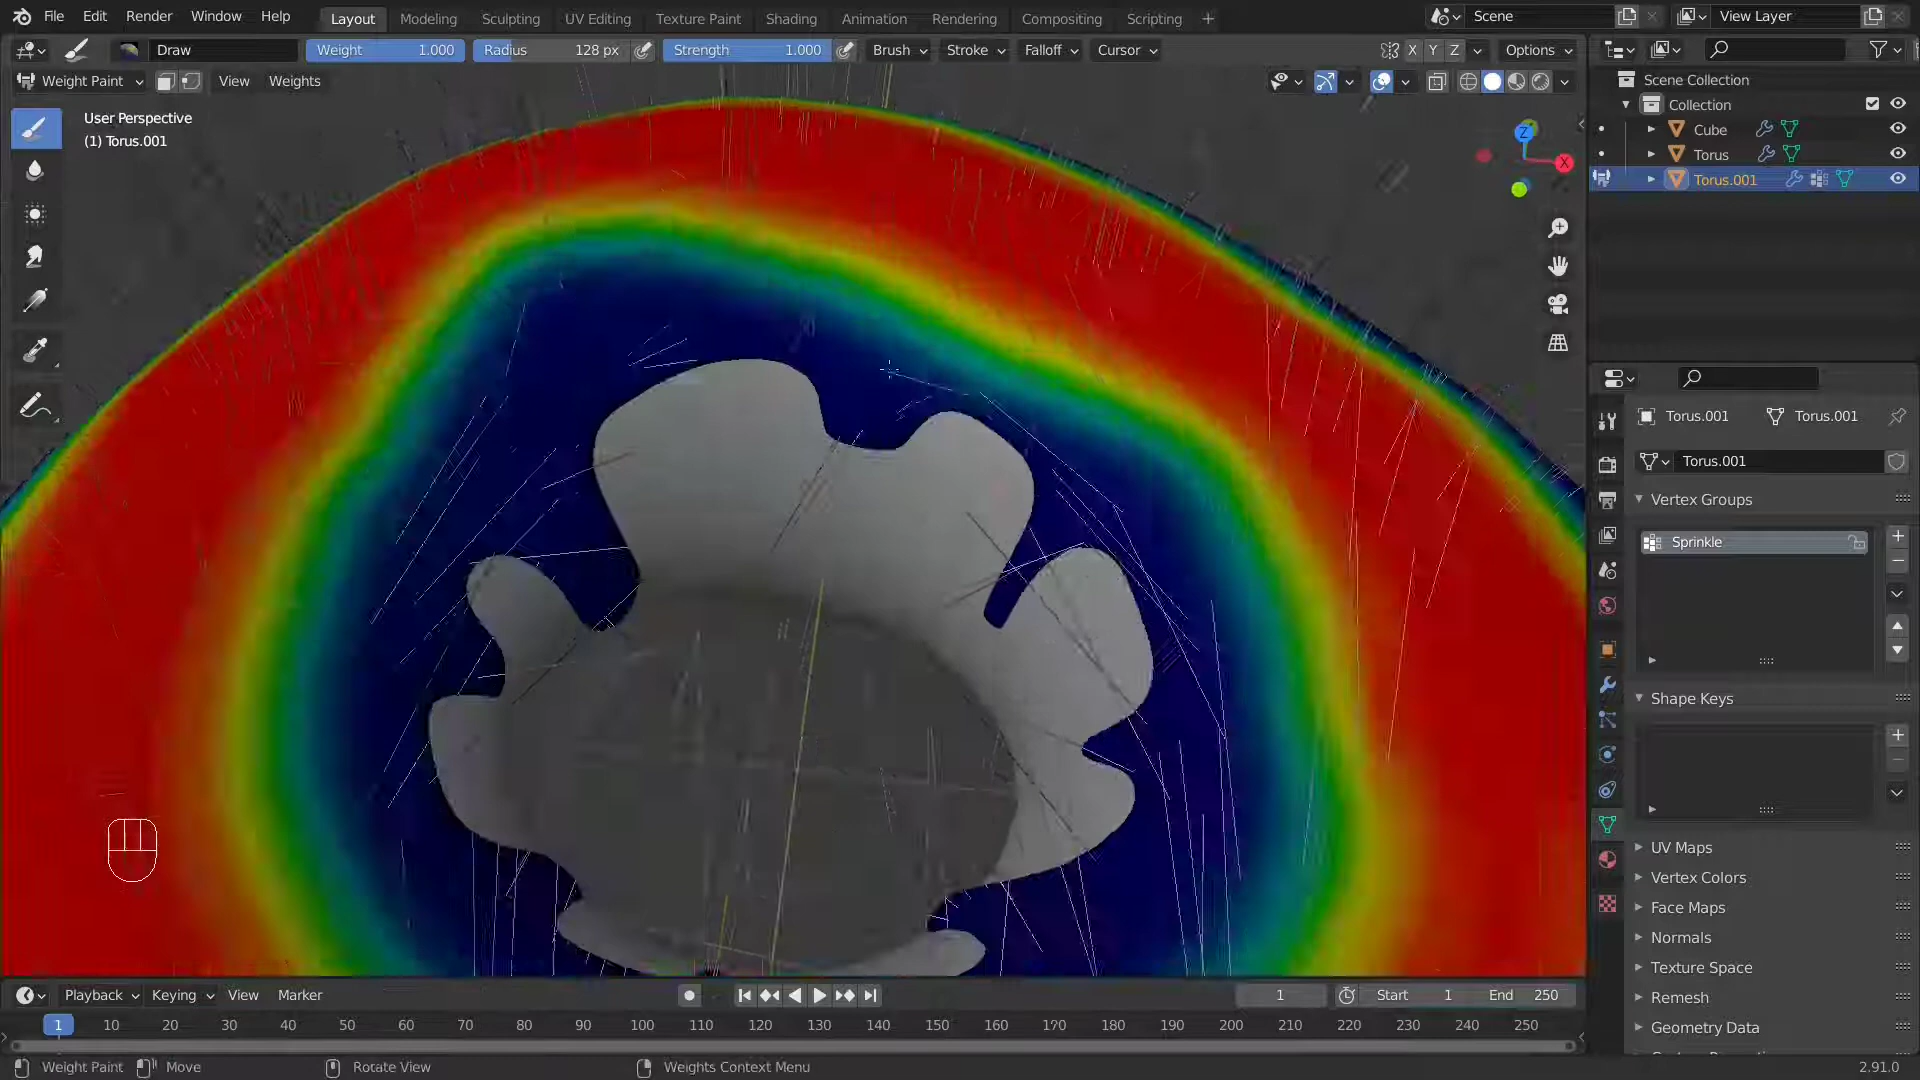 File Edit Render Window Help Layout Modeling Sculpting UV Editing Texture Paint Shading Animation Rendering Compositing Scripting + Scene View Layer
Draw Weight 1.000 Radius 128 px Strength 1.000 Brush Stroke Falloff Cursor X Y Z Options
Weight Paint View Weights
User Perspective
(1) Torus.001
Z
X
Scene Collection
Collection
Cube
Torus
Torus.001
Torus.001 Torus.001
Torus.001
Vertex Groups
Sprinkle
Shape Keys
UV Maps
Vertex Colors
Face Maps
Normals
Texture Space
Remesh
Geometry Data
Playback Keying View Marker 1 Start 1 End 250
1 10 20 30 40 50 60 70 80 90 100 110 120 130 140 150 160 170 180 190 200 210 220 230 240 250
Weight Paint Move Rotate View Weights Context Menu 2.91.0